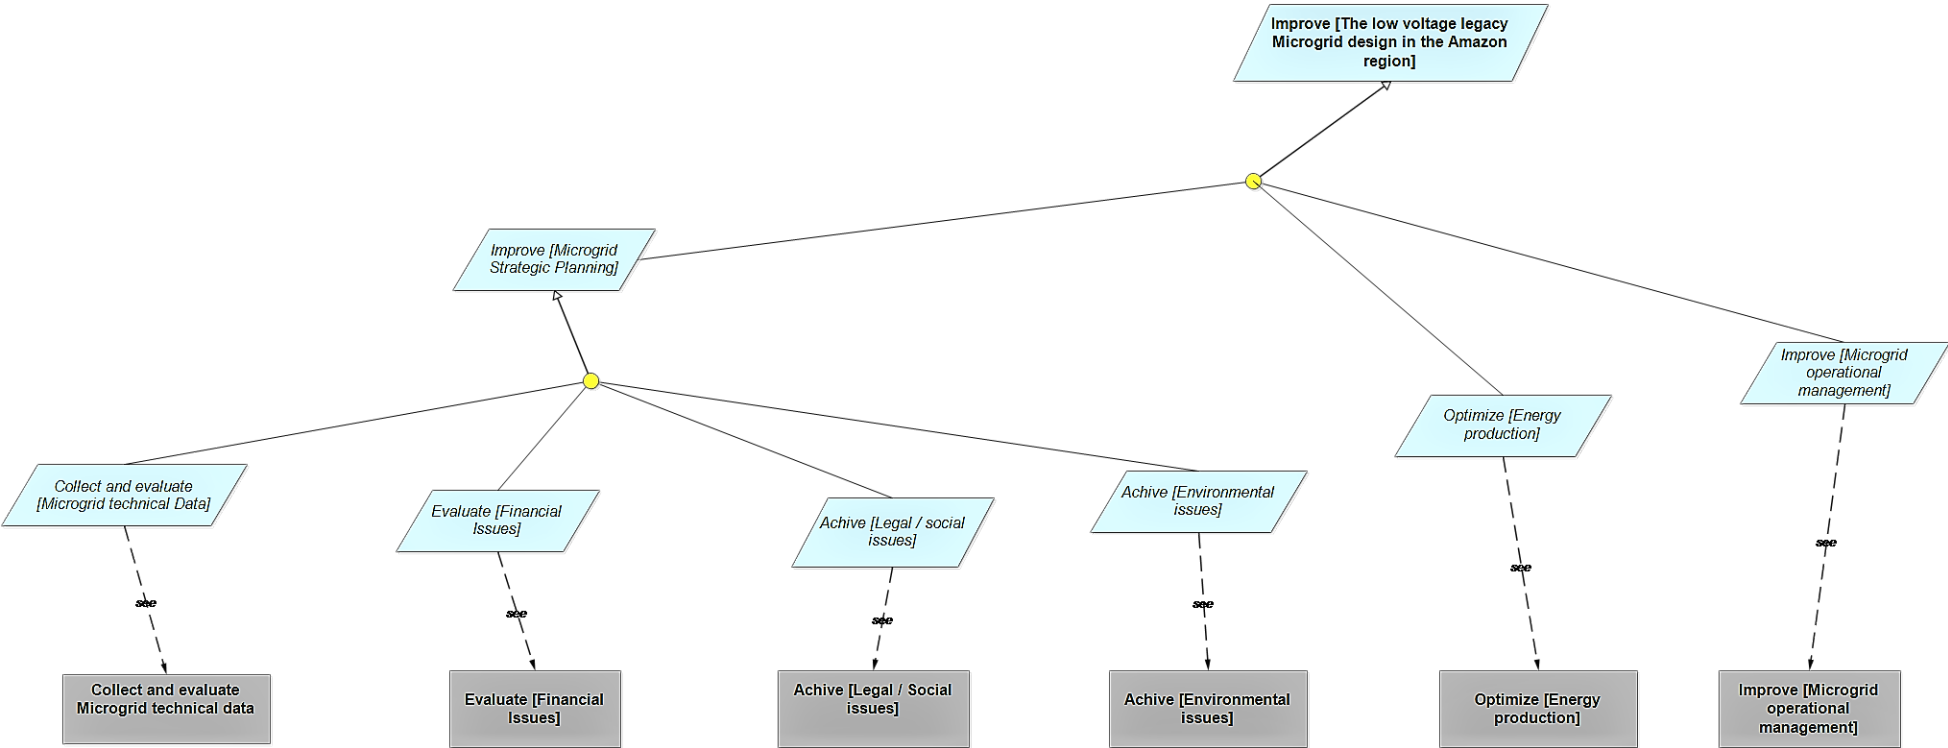 Improve [The low voltage legacy
Microgrid design in the Amazon
region]
Improve [Microgrid
Strategic Planning]
Improve [Microgrid
operational
management]
Optimize [Energy
production]
Collect and evaluate
[Microgrid technical Data]
Evaluate [Financial
Issues]
Achive [Legal / social
issues]
Achive [Environmental
issues]
see
see
see
see
see
see
Collect and evaluate
Microgrid technical data
Evaluate [Financial
Issues]
Achive [Legal / Social
issues]
Achive [Environmental
issues]
Optimize [Energy
production]
Improve [Microgrid
operational
management]